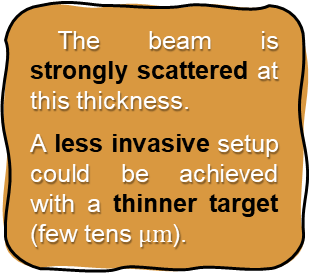 The beam is
strongly scattered at
this thickness.
A less invasive setup
could be achieved
with a thinner target
(few tens μm).